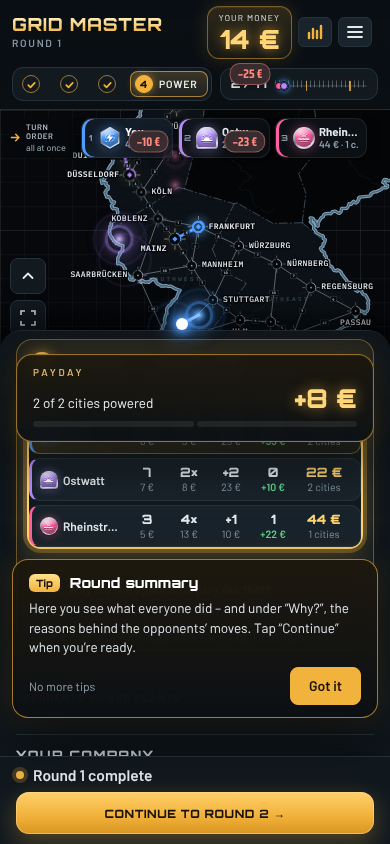 GRID MASTER
ROUND 1
YOUR MONEY
14 €
4 POWER
–25 €
TURN ORDER
all at once
1
–10 €
2
–23 €
3 Rhein...
44 € · 1 c.
DÜSSELDORF
KÖLN
KOBLENZ
FRANKFURT
MAINZ
WÜRZBURG
SAARBRÜCKEN
MANNHEIM
NÜRNBERG
REGENSBURG
STUTTGART
PASSAU
PAYDAY
2 of 2 cities powered
+8 €
Ostwatt 7 2x +2 0 22 €
7 € 8 € 23 € +10 € 2 cities
Rheinstr... 3 4x +1 1 44 €
5 € 13 € 10 € +22 € 1 cities
Tip Round summary
Here you see what everyone did – and under “Why?”, the
reasons behind the opponents’ moves. Tap “Continue”
when you’re ready.
No more tips
Got it
YOUR COMPANY
Round 1 complete
CONTINUE TO ROUND 2 →